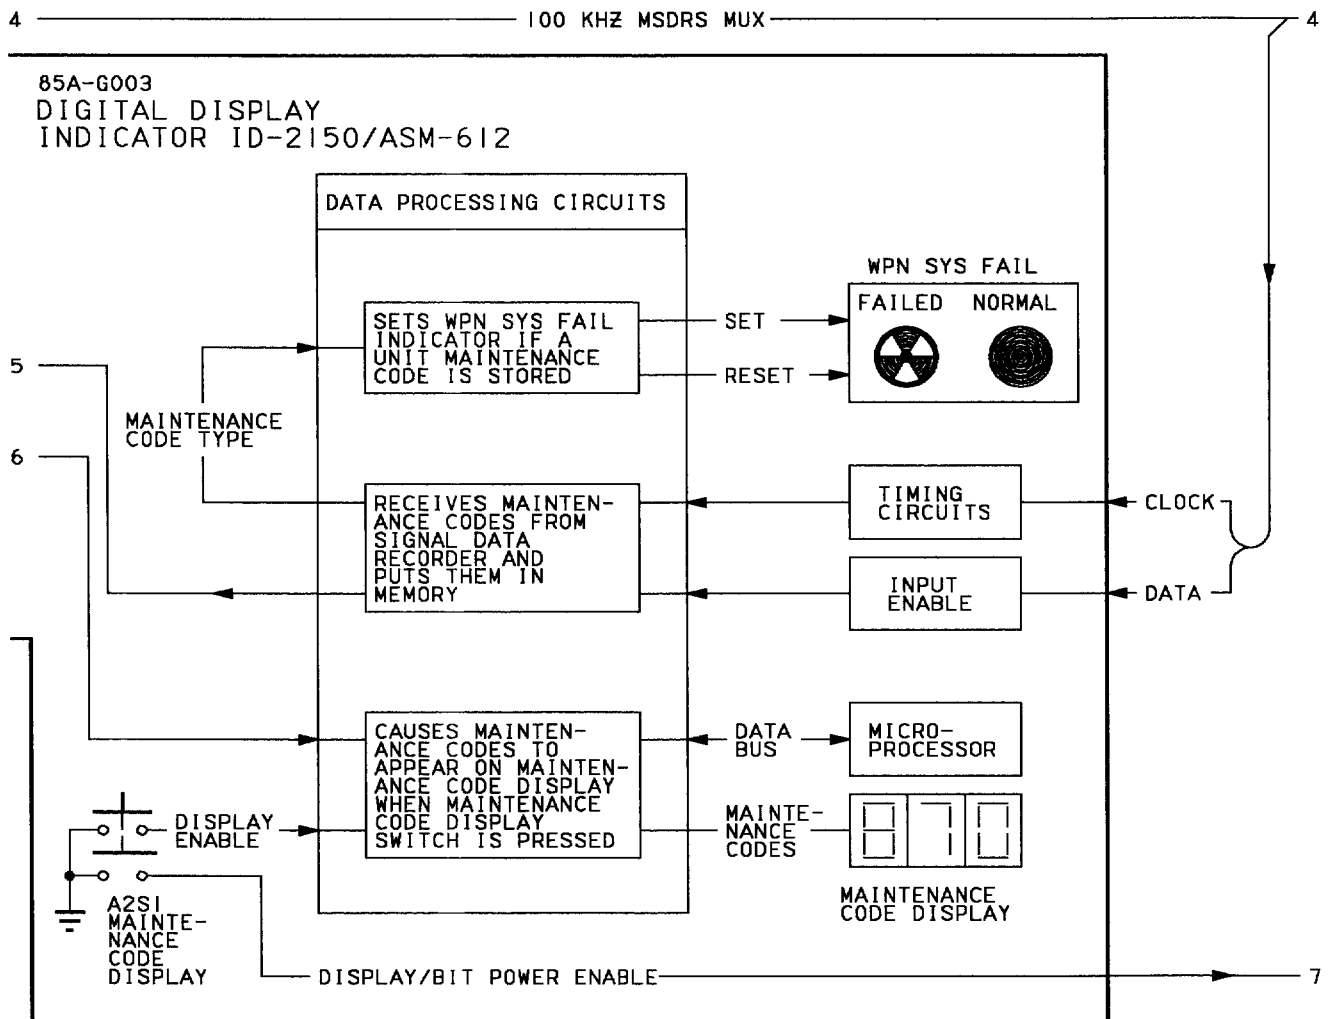 4 100 KHZ MSDRS MUX 4
85A-G003
DIGITAL DISPLAY
INDICATOR ID-2150/ASM-612
DATA PROCESSING CIRCUITS
WPN SYS FAIL
FAILED NORMAL
SETS WPN SYS FAIL
INDICATOR IF A
UNIT MAINTENANCE
CODE IS STORED
SET
RESET
5
MAINTENANCE
CODE TYPE
6
RECEIVES MAINTEN-
ANCE CODES FROM
SIGNAL DATA
RECORDER AND
PUTS THEM IN
MEMORY
TIMING
CIRCUITS
CLOCK
INPUT
ENABLE
DATA
CAUSES MAINTEN-
ANCE CODES TO
APPEAR ON MAINTEN-
ANCE CODE DISPLAY
WHEN MAINTENANCE
CODE DISPLAY
SWITCH IS PRESSED
DATA
BUS
MICRO-
PROCESSOR
DISPLAY
ENABLE
MAINTE-
NANCE
CODES
870
MAINTENANCE
CODE DISPLAY
A2S1
MAINTE-
NANCE
CODE
DISPLAY
DISPLAY/BIT POWER ENABLE 7